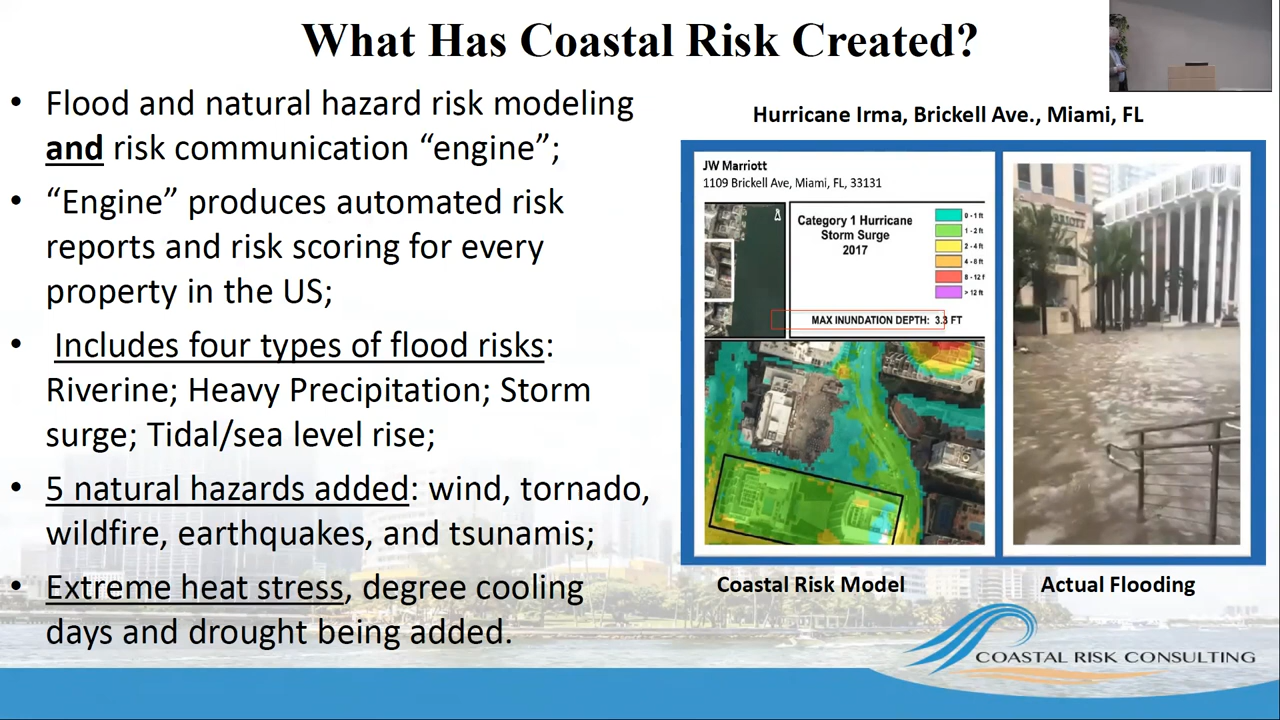 What Has Coastal Risk Created?
• Flood and natural hazard risk modeling
and risk communication “engine”;
• “Engine” produces automated risk
reports and risk scoring for every
property in the US;
• Includes four types of flood risks:
Riverine; Heavy Precipitation; Storm
surge; Tidal/sea level rise;
• 5 natural hazards added: wind, tornado,
wildfire, earthquakes, and tsunamis;
• Extreme heat stress, degree cooling
days and drought being added.
Hurricane Irma, Brickell Ave., Miami, FL
JW Marriott
1109 Brickell Ave, Miami, FL, 33131
Category 1 Hurricane
Storm Surge
2017
0 - 1 ft
1 - 2 ft
2 - 4 ft
4 - 8 ft
8 - 12 f
> 12 ft
MAX INUNDATION DEPTH: 3.3 FT
Coastal Risk Model
Actual Flooding
COASTAL RISK CONSULTING